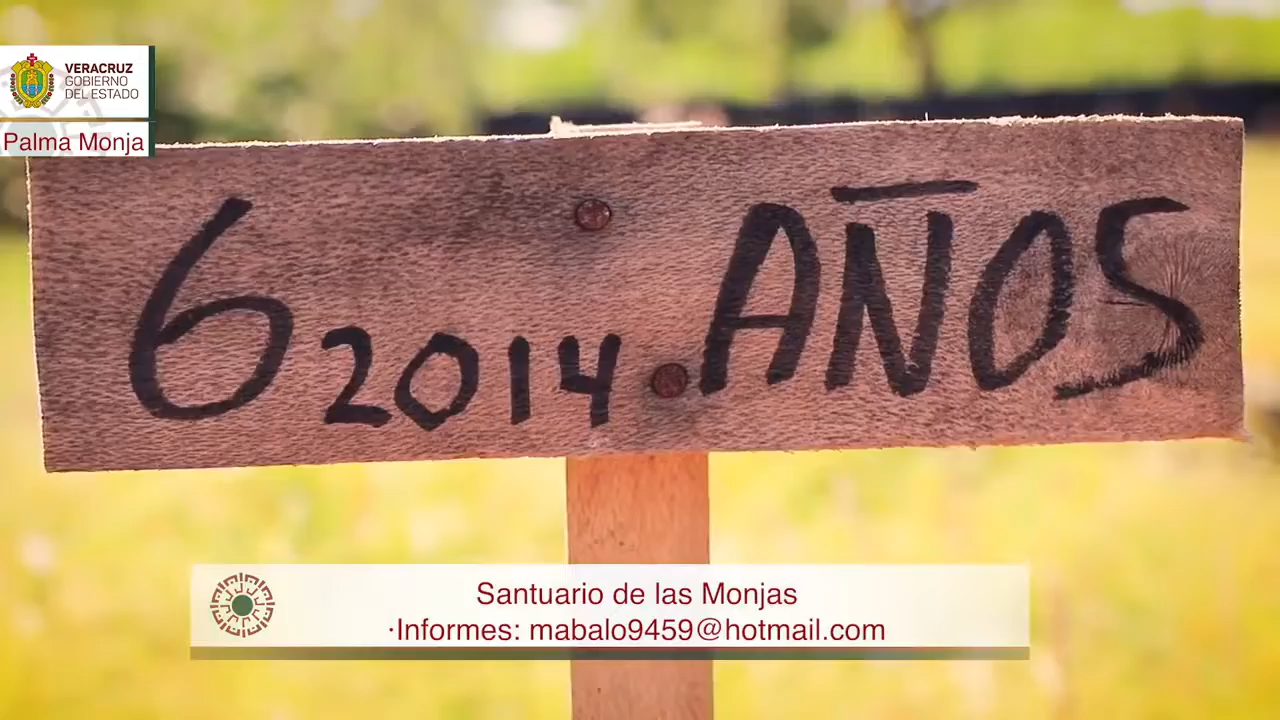 VERACRUZ
GOBIERNO
DEL ESTADO
Palma Monja
6 2014 AÑOS
Santuario de las Monjas
·Informes: mabalo9459@hotmail.com